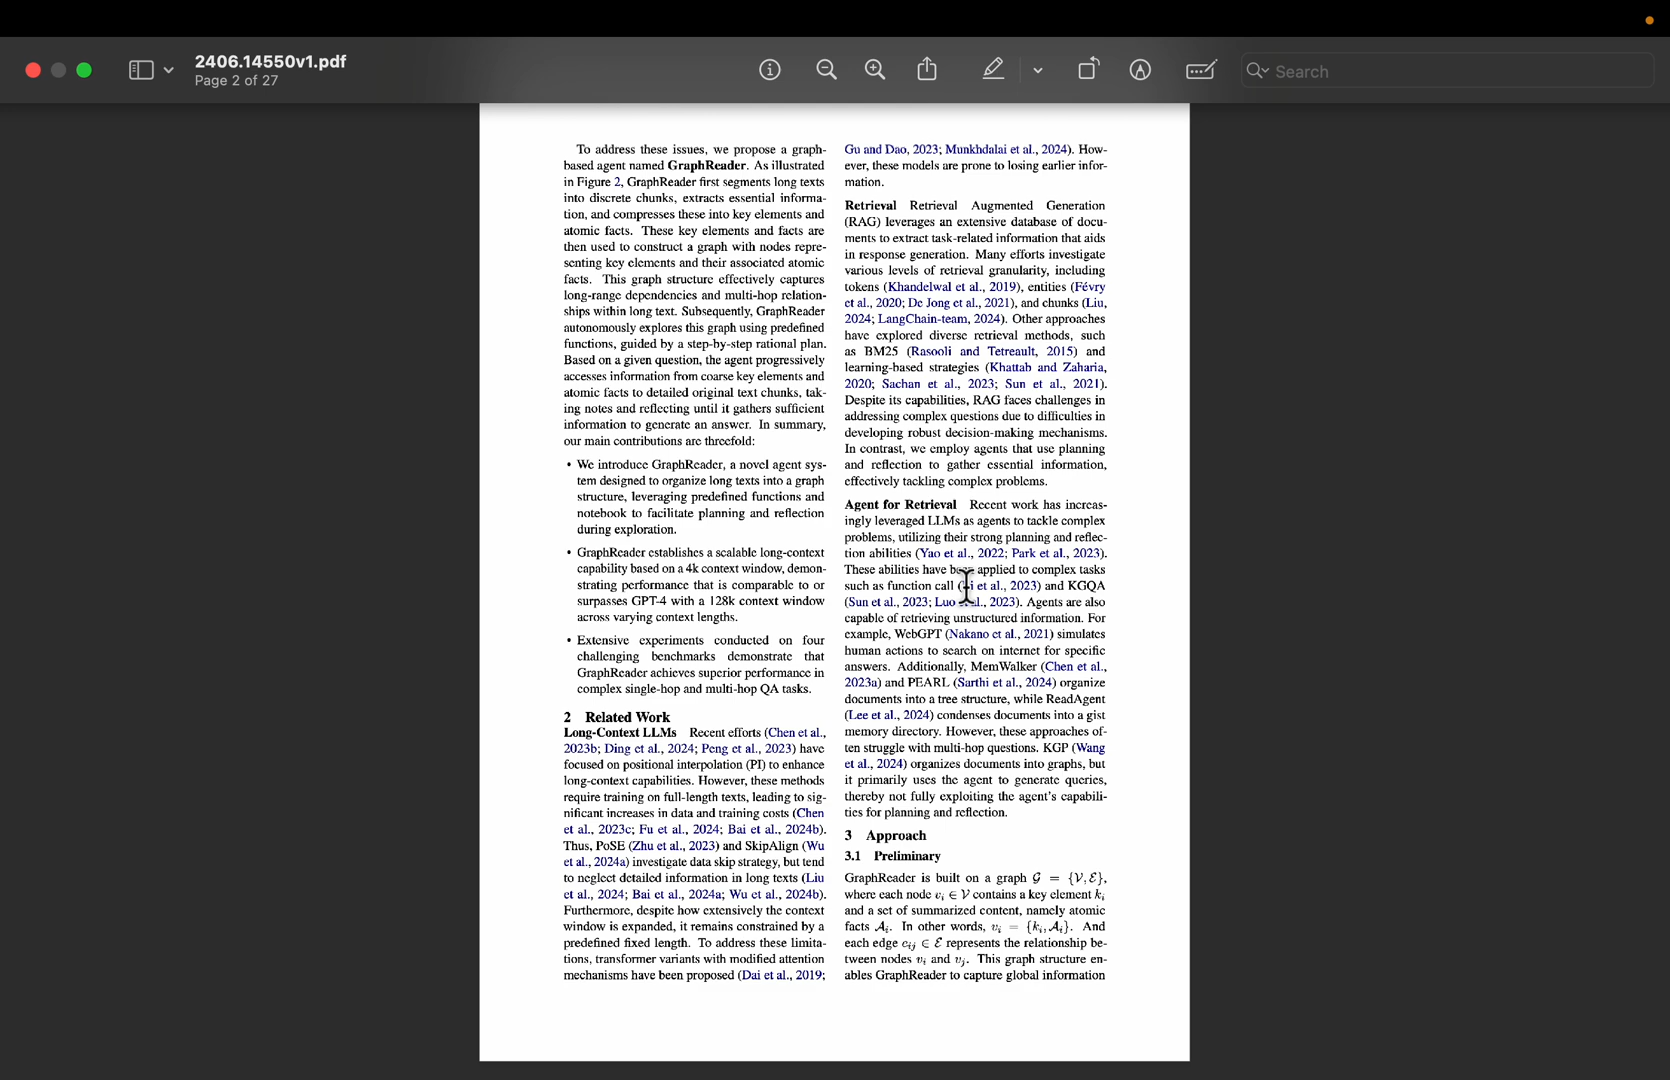 2406.14550v1.pdf
Page 2 of 27
Search
To address these issues, we propose a graph-
based agent named GraphReader. As illustrated
in Figure 2, GraphReader first segments long texts
into discrete chunks, extracts essential informa-
tion, and compresses these into key elements and
atomic facts. These key elements and facts are
then used to construct a graph with nodes repre-
senting key elements and their associated atomic
facts. This graph structure effectively captures
long-range dependencies and multi-hop relation-
ships within long text. Subsequently, GraphReader
autonomously explores this graph using predefined
functions, guided by a step-by-step rational plan.
Based on a given question, the agent progressively
accesses information from coarse key elements and
atomic facts to detailed original text chunks, tak-
ing notes and reflecting until it gathers sufficient
information to generate an answer. In summary,
our main contributions are threefold:
• We introduce GraphReader, a novel agent sys-
tem designed to organize long texts into a graph
structure, leveraging predefined functions and
notebook to facilitate planning and reflection
during exploration.
• GraphReader establishes a scalable long-context
capability based on a 4k context window, demon-
strating performance that is comparable to or
surpasses GPT-4 with a 128k context window
across varying context lengths.
• Extensive experiments conducted on four
challenging benchmarks demonstrate that
GraphReader achieves superior performance in
complex single-hop and multi-hop QA tasks.
2 Related Work
Long-Context LLMs Recent efforts (Chen et al.,
2023b; Ding et al., 2024; Peng et al., 2023) have
focused on positional interpolation (PI) to enhance
long-context capabilities. However, these methods
require training on full-length texts, leading to sig-
nificant increases in data and training costs (Chen
et al., 2023c; Fu et al., 2024; Bai et al., 2024b).
Thus, PoSE (Zhu et al., 2023) and SkipAlign (Wu
et al., 2024a) investigate data skip strategy, but tend
to neglect detailed information in long texts (Liu
et al., 2024; Bai et al., 2024a; Wu et al., 2024b).
Furthermore, despite how extensively the context
window is expanded, it remains constrained by a
predefined fixed length. To address these limita-
tions, transformer variants with modified attention
mechanisms have been proposed (Dai et al., 2019;
Gu and Dao, 2023; Munkhdalai et al., 2024). How-
ever, these models are prone to losing earlier infor-
mation.
Retrieval Retrieval Augmented Generation
(RAG) leverages an extensive database of docu-
ments to extract task-related information that aids
in response generation. Many efforts investigate
various levels of retrieval granularity, including
tokens (Khandelwal et al., 2019), entities (Févry
et al., 2020; De Jong et al., 2021), and chunks (Liu,
2024; LangChain-team, 2024). Other approaches
have explored diverse retrieval methods, such
as BM25 (Rasooli and Tetreault, 2015) and
learning-based strategies (Khattab and Zaharia,
2020; Sachan et al., 2023; Sun et al., 2021).
Despite its capabilities, RAG faces challenges in
addressing complex questions due to difficulties in
developing robust decision-making mechanisms.
In contrast, we employ agents that use planning
and reflection to gather essential information,
effectively tackling complex problems.
Agent for Retrieval Recent work has increas-
ingly leveraged LLMs as agents to tackle complex
problems, utilizing their strong planning and reflec-
tion abilities (Yao et al., 2022; Park et al., 2023).
These abilities have been applied to complex tasks
such as function call (Li et al., 2023) and KGQA
(Sun et al., 2023; Luo et al., 2023). Agents are also
capable of retrieving unstructured information. For
example, WebGPT (Nakano et al., 2021) simulates
human actions to search on internet for specific
answers. Additionally, MemWalker (Chen et al.,
2023a) and PEARL (Sarthi et al., 2024) organize
documents into a tree structure, while ReadAgent
(Lee et al., 2024) condenses documents into a gist
memory directory. However, these approaches of-
ten struggle with multi-hop questions. KGP (Wang
et al., 2024) organizes documents into graphs, but
it primarily uses the agent to generate queries,
thereby not fully exploiting the agent's capabili-
ties for planning and reflection.
3 Approach
3.1 Preliminary
GraphReader is built on a graph 𝒢 = {𝒱, ℰ},
where each node vᵢ ∈ 𝒱 contains a key element kᵢ
and a set of summarized content, namely atomic
facts 𝒜ᵢ. In other words, vᵢ = {kᵢ, 𝒜ᵢ}. And
each edge eᵢⱼ ∈ ℰ represents the relationship be-
tween nodes vᵢ and vⱼ. This graph structure en-
ables GraphReader to capture global information